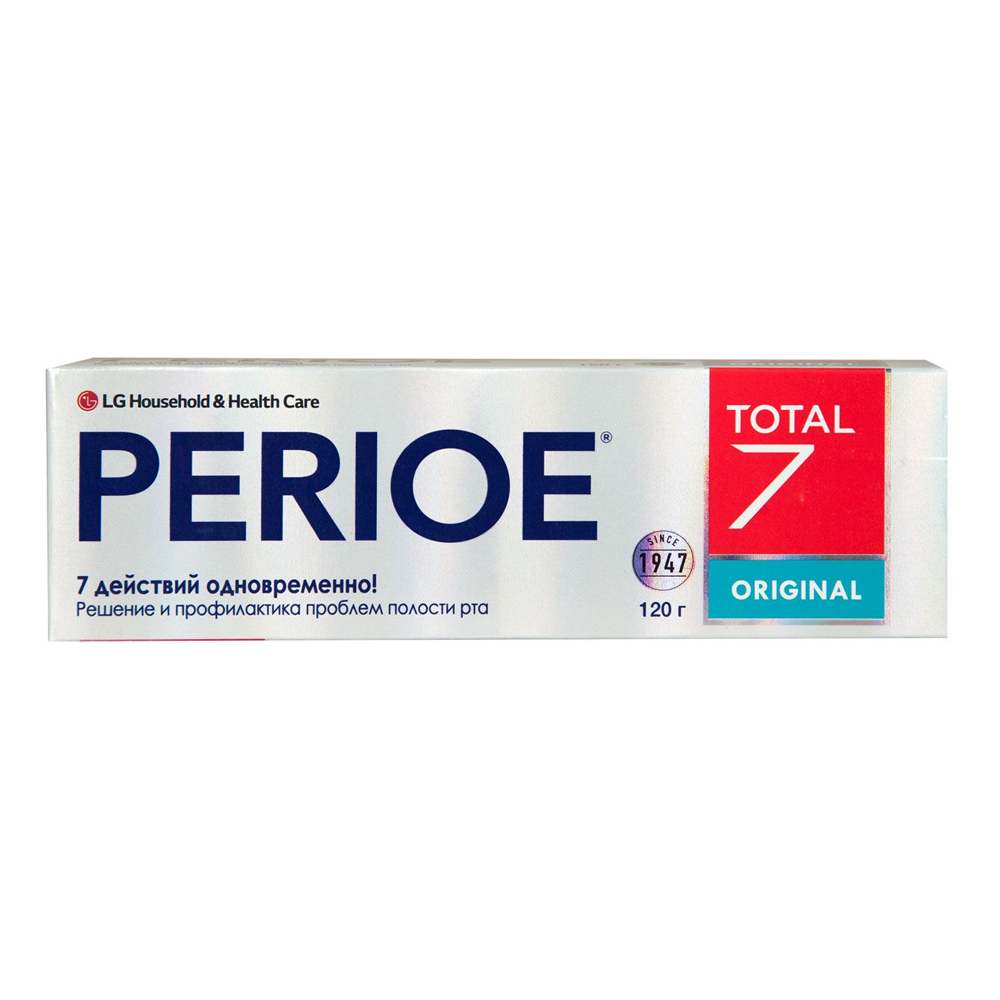 LG Household & Health Care
PERIOE®
7 действий одновременно!
Решение и профилактика проблем полости рта
SINCE
1947
120 г
TOTAL
7
ORIGINAL